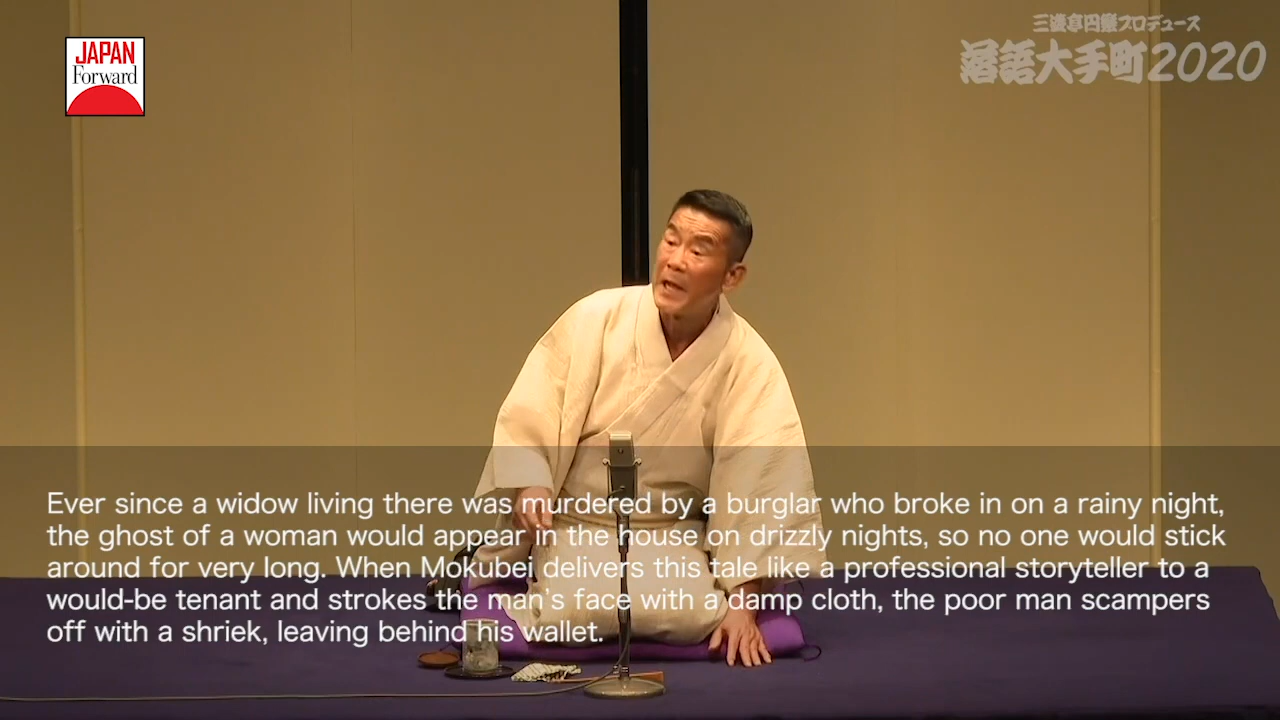 JAPAN
Forward
三遊亭円楽プロデュース
落語大手町2020
Ever since a widow living there was murdered by a burglar who broke in on a rainy night,
the ghost of a woman would appear in the house on drizzly nights, so no one would stick
around for very long. When Mokubei delivers this tale like a professional storyteller to a
would-be tenant and strokes the man's face with a damp cloth, the poor man scampers
off with a shriek, leaving behind his wallet.